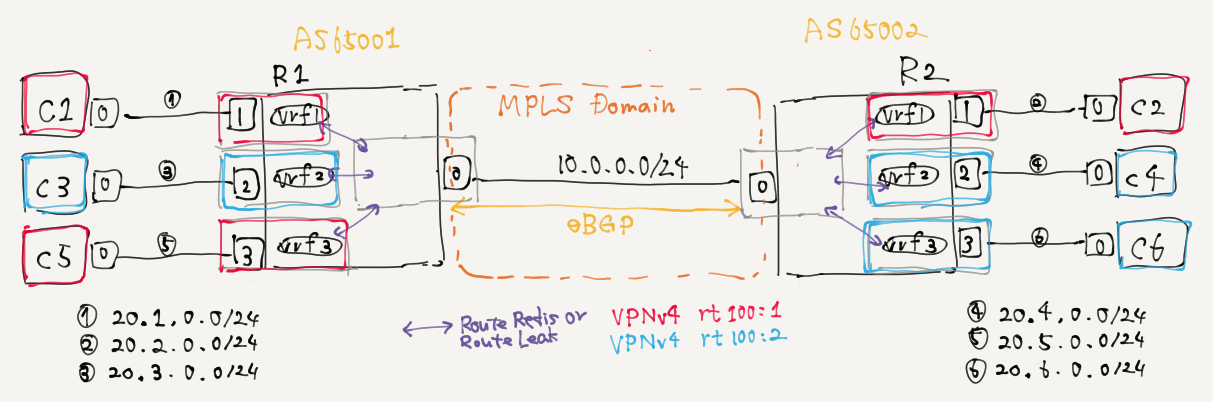 AS65001
AS65002
R1
R2
C1
0
①
1
vrf1
MPLS Domain
vrf1
1
②
0
C2
C3
0
③
2
vrf2
0
10.0.0.0/24
0
vrf2
2
④
0
C4
eBGP
C5
0
⑤
3
vrf3
vrf3
3
⑥
0
C6
① 20.1.0.0/24
② 20.2.0.0/24
③ 20.3.0.0/24
Route Redis or
Route Leak
VPNv4 rt 100:1
VPNv4 rt 100:2
④ 20.4.0.0/24
⑤ 20.5.0.0/24
⑥ 20.6.0.0/24